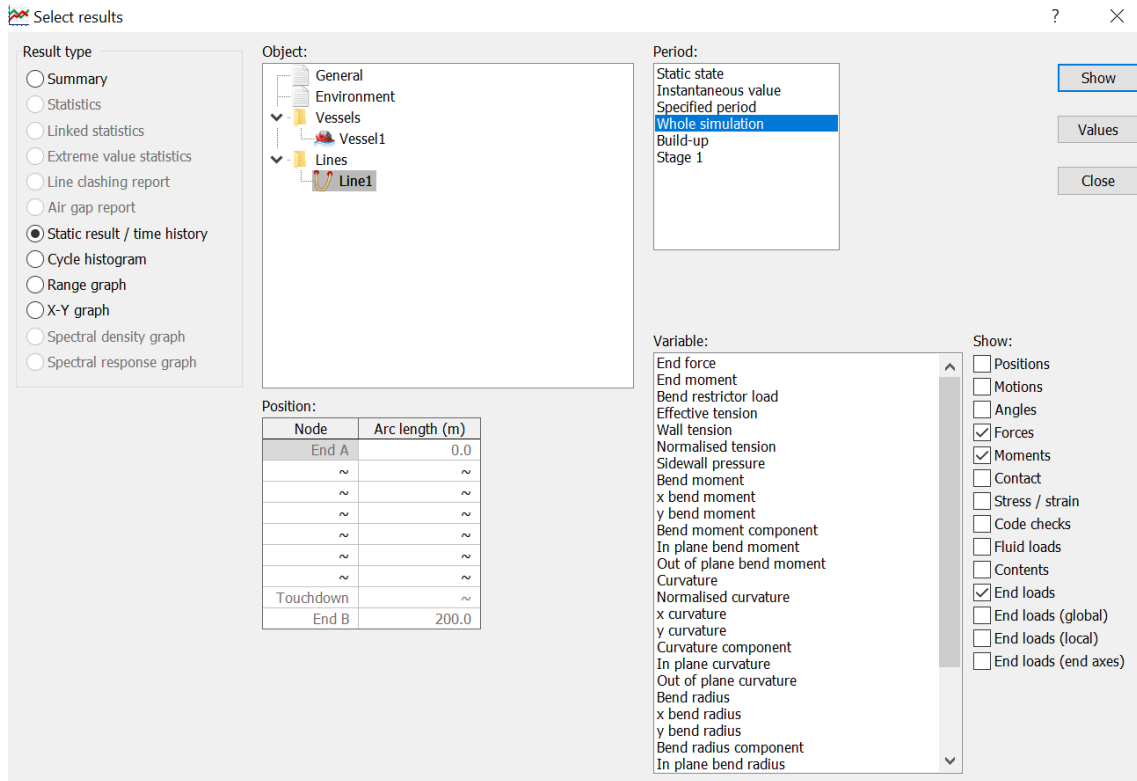 Select results
?
Result type
Summary
Statistics
Linked statistics
Extreme value statistics
Line clashing report
Air gap report
Static result / time history
Cycle histogram
Range graph
X-Y graph
Spectral density graph
Spectral response graph
Object:
General
Environment
Vessels
Vessel1
Lines
Line1
Position:
Node Arc length (m)
End A 0.0
~ ~
~ ~
~ ~
~ ~
~ ~
~ ~
Touchdown ~
End B 200.0
Period:
Static state
Instantaneous value
Specified period
Whole simulation
Build-up
Stage 1
Show
Values
Close
Variable:
End force
End moment
Bend restrictor load
Effective tension
Wall tension
Normalised tension
Sidewall pressure
Bend moment
x bend moment
y bend moment
Bend moment component
In plane bend moment
Out of plane bend moment
Curvature
Normalised curvature
x curvature
y curvature
Curvature component
In plane curvature
Out of plane curvature
Bend radius
x bend radius
y bend radius
Bend radius component
In plane bend radius
Show:
Positions
Motions
Angles
Forces
Moments
Contact
Stress / strain
Code checks
Fluid loads
Contents
End loads
End loads (global)
End loads (local)
End loads (end axes)